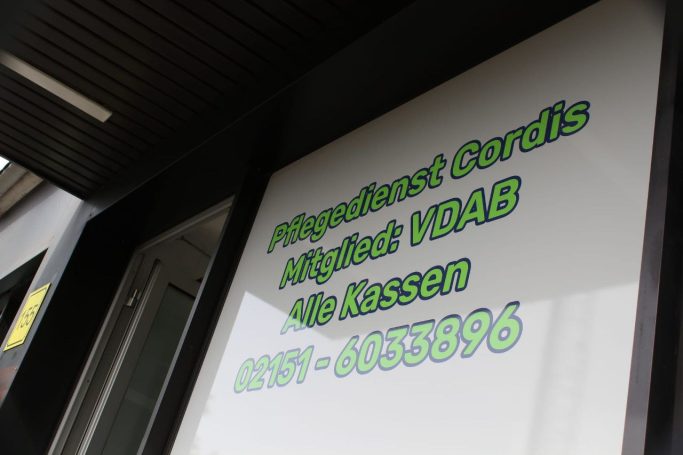 Pflegedienst Cordis
Mitglied: VDAB
Alle Kassen
02151 - 6033896